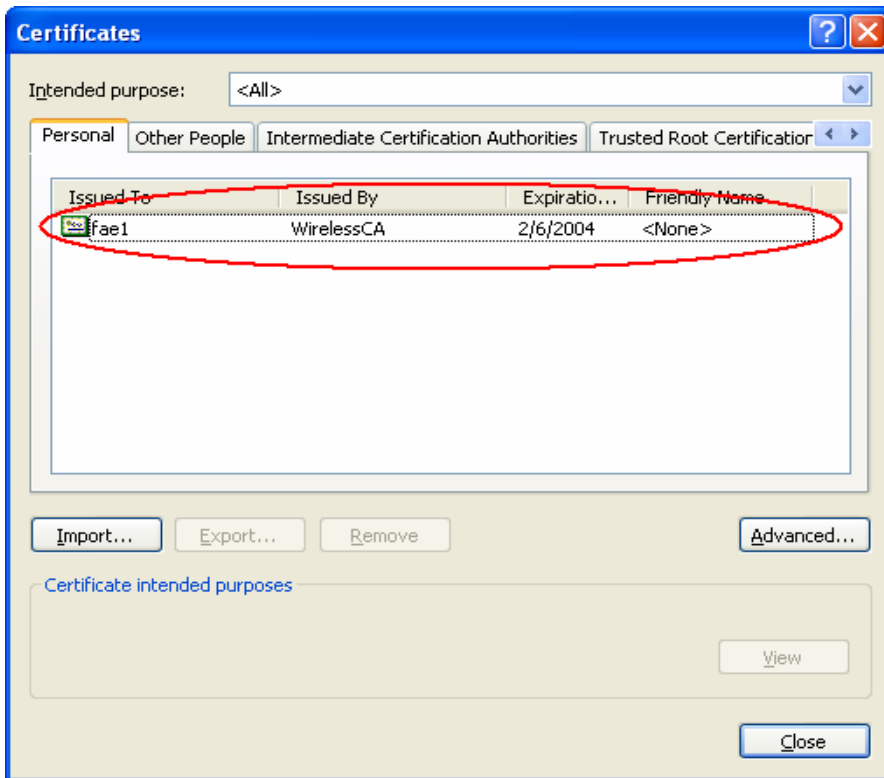 Certificates
Intended purpose: <All>
Personal Other People Intermediate Certification Authorities Trusted Root Certification
Issued To Issued By Expiratio... Friendly Name
fae1 WirelessCA 2/6/2004 <None>
Import... Export... Remove Advanced...
Certificate intended purposes
View
Close